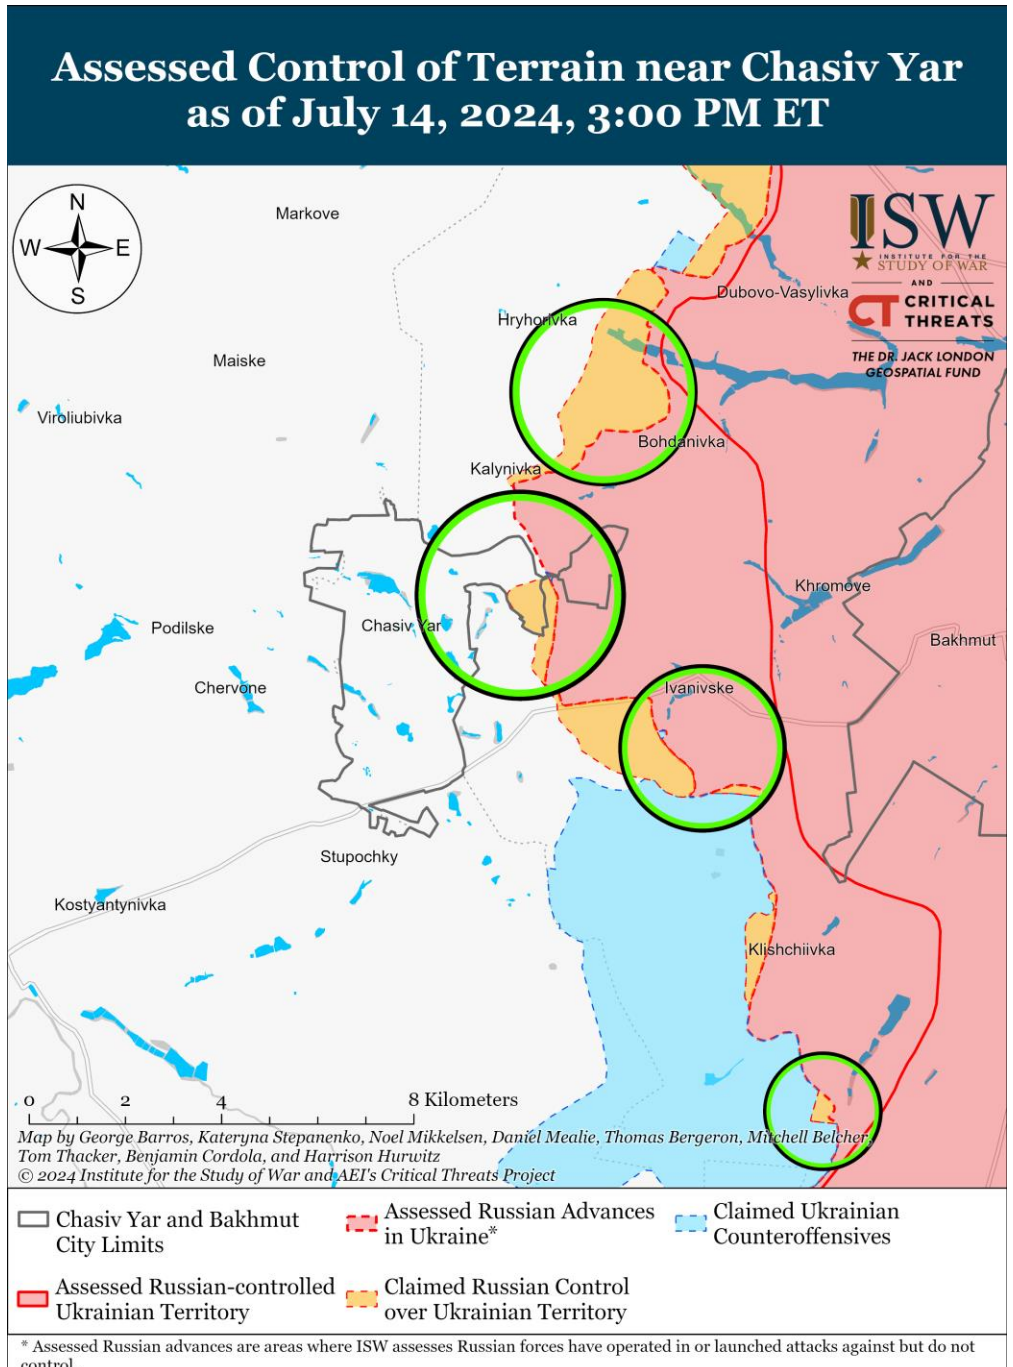 Assessed Control of Terrain near Chasiv Yar
as of July 14, 2024, 3:00 PM ET
N
W E
S
Markove
ISW
INSTITUTE FOR THE
STUDY OF WAR
AND
CT CRITICAL
THREATS
THE DR. JACK LONDON
GEOSPATIAL FUND
Dubovo-Vasylivka
Hryhorivka
Maiske
Viroliubivka
Bohdanivka
Kalynivka
Khromove
Podilske
Chasiv Yar
Bakhmut
Chervone
Ivanivske
Stupochky
Kostyantynivka
Klishchiivka
0 2 4 8 Kilometers
Map by George Barros, Kateryna Stepanenko, Noel Mikkelsen, Daniel Mealie, Thomas Bergeron, Mitchell Belcher,
Tom Thacker, Benjamin Cordola, and Harrison Hurwitz
© 2024 Institute for the Study of War and AEI's Critical Threats Project
Chasiv Yar and Bakhmut
City Limits
Assessed Russian Advances
in Ukraine*
Claimed Ukrainian
Counteroffensives
Assessed Russian-controlled
Ukrainian Territory
Claimed Russian Control
over Ukrainian Territory
* Assessed Russian advances are areas where ISW assesses Russian forces have operated in or launched attacks against but do not
control.